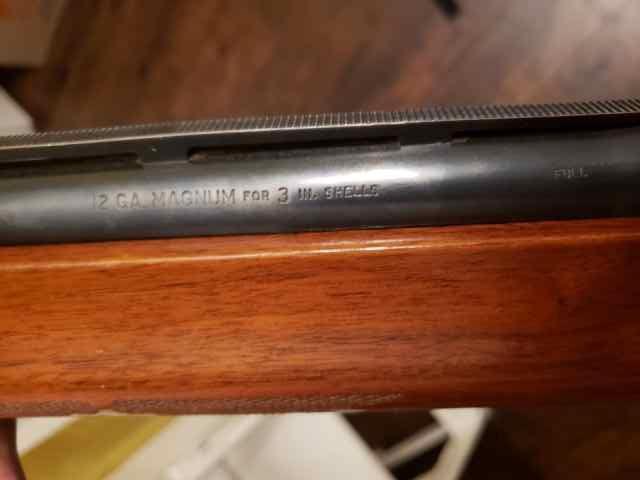 12 GA. MAGNUM FOR 3 IN. SHELLS
FULL